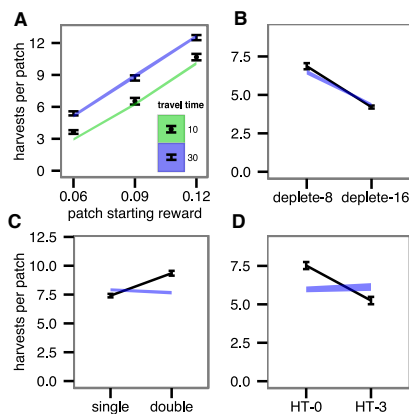 A
harvests per patch
12
9
6
3
0
travel time
10
30
0.06 0.09 0.12
patch starting reward
B
7.5
5.0
2.5
0.0
deplete-8 deplete-16
C
harvests per patch
12.5
10.0
7.5
5.0
2.5
0.0
single double
D
7.5
5.0
2.5
0.0
HT-0 HT-3